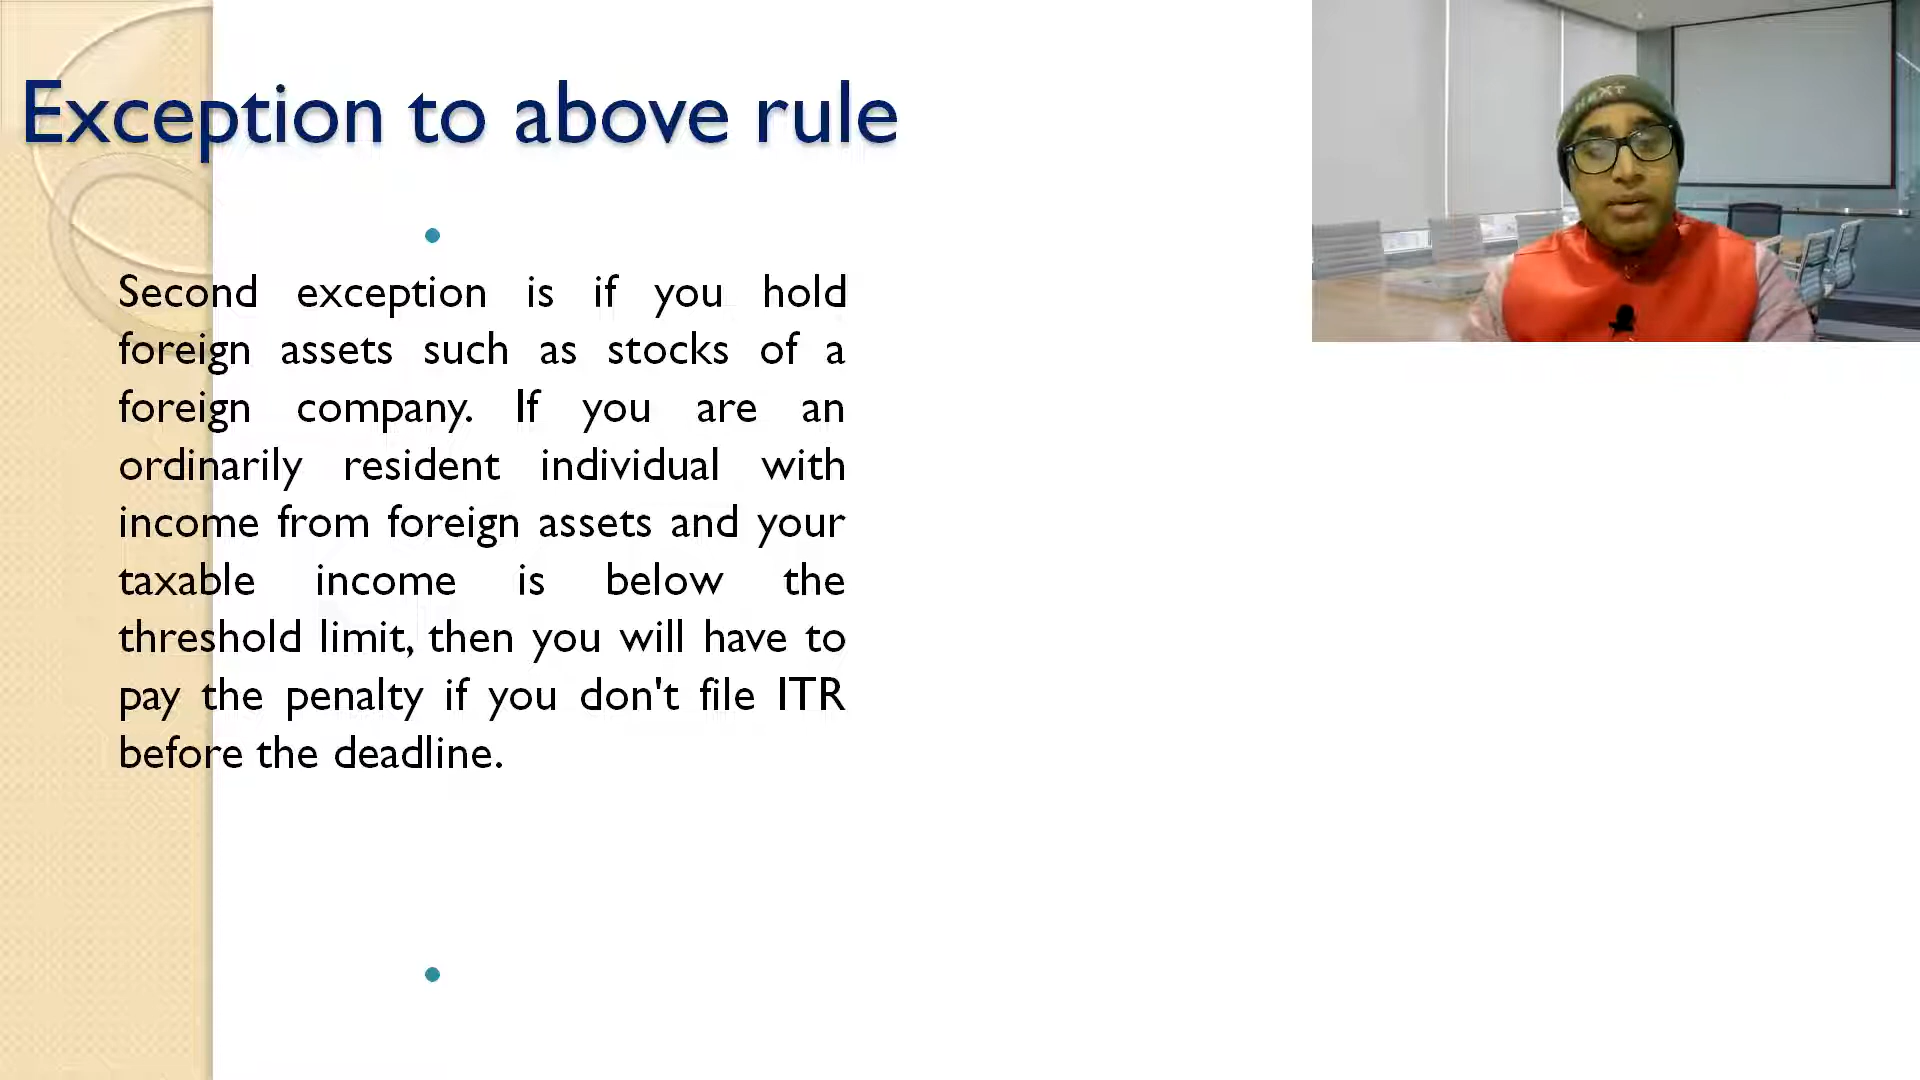 Exception to above rule
NEXT
Second exception is if you hold
foreign assets such as stocks of a
foreign company. If you are an
ordinarily resident individual with
income from foreign assets and your
taxable income is below the
threshold limit, then you will have to
pay the penalty if you don't file ITR
before the deadline.